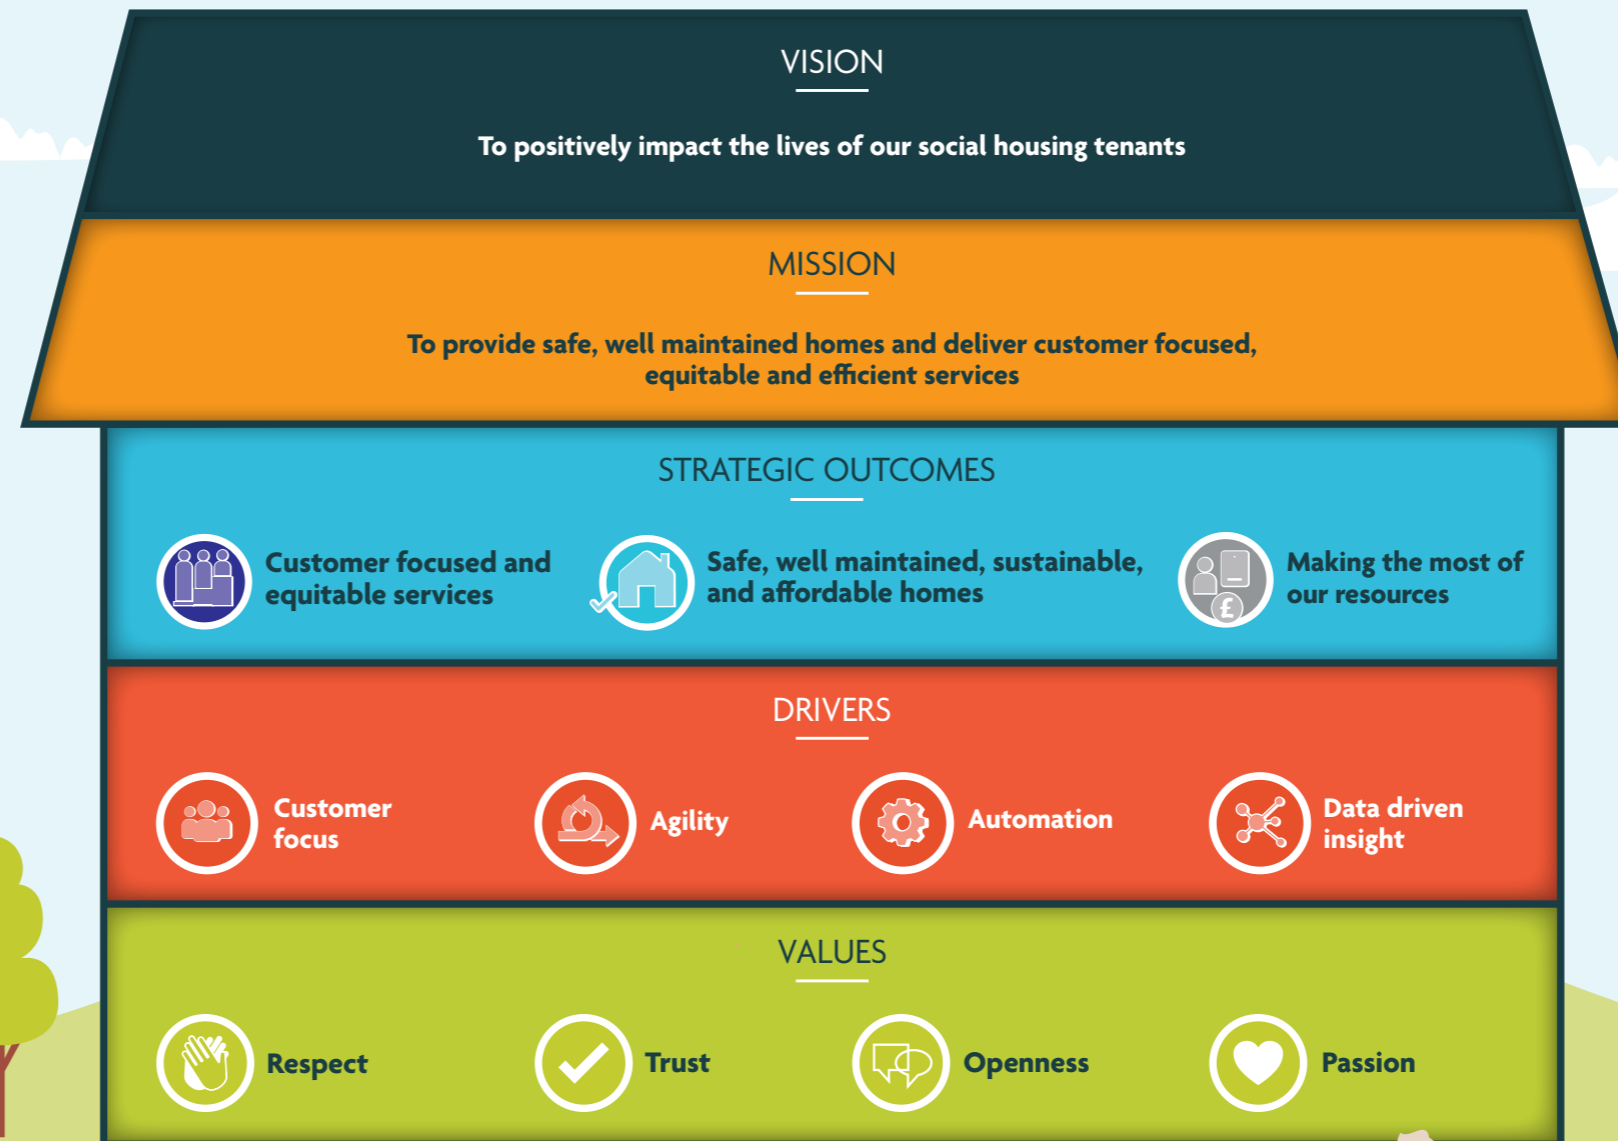 VISION
To positively impact the lives of our social housing tenants
MISSION
To provide safe, well maintained homes and deliver customer focused,
equitable and efficient services
STRATEGIC OUTCOMES
Customer focused and
equitable services
Safe, well maintained, sustainable,
and affordable homes
£
Making the most of
our resources
DRIVERS
Customer
focus
Agility
Automation
Data driven
insight
VALUES
Respect
Trust
Openness
Passion